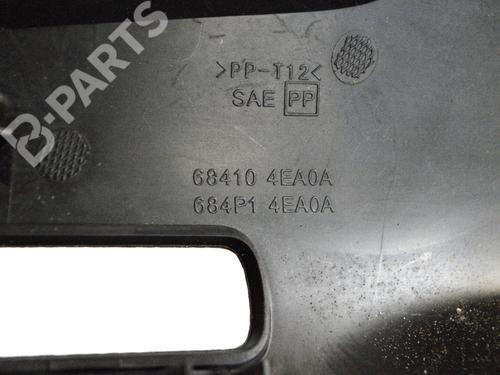 B-PARTS
>PP-T12<
SAE PP
68410 4EA0A
684P1 4EA0A